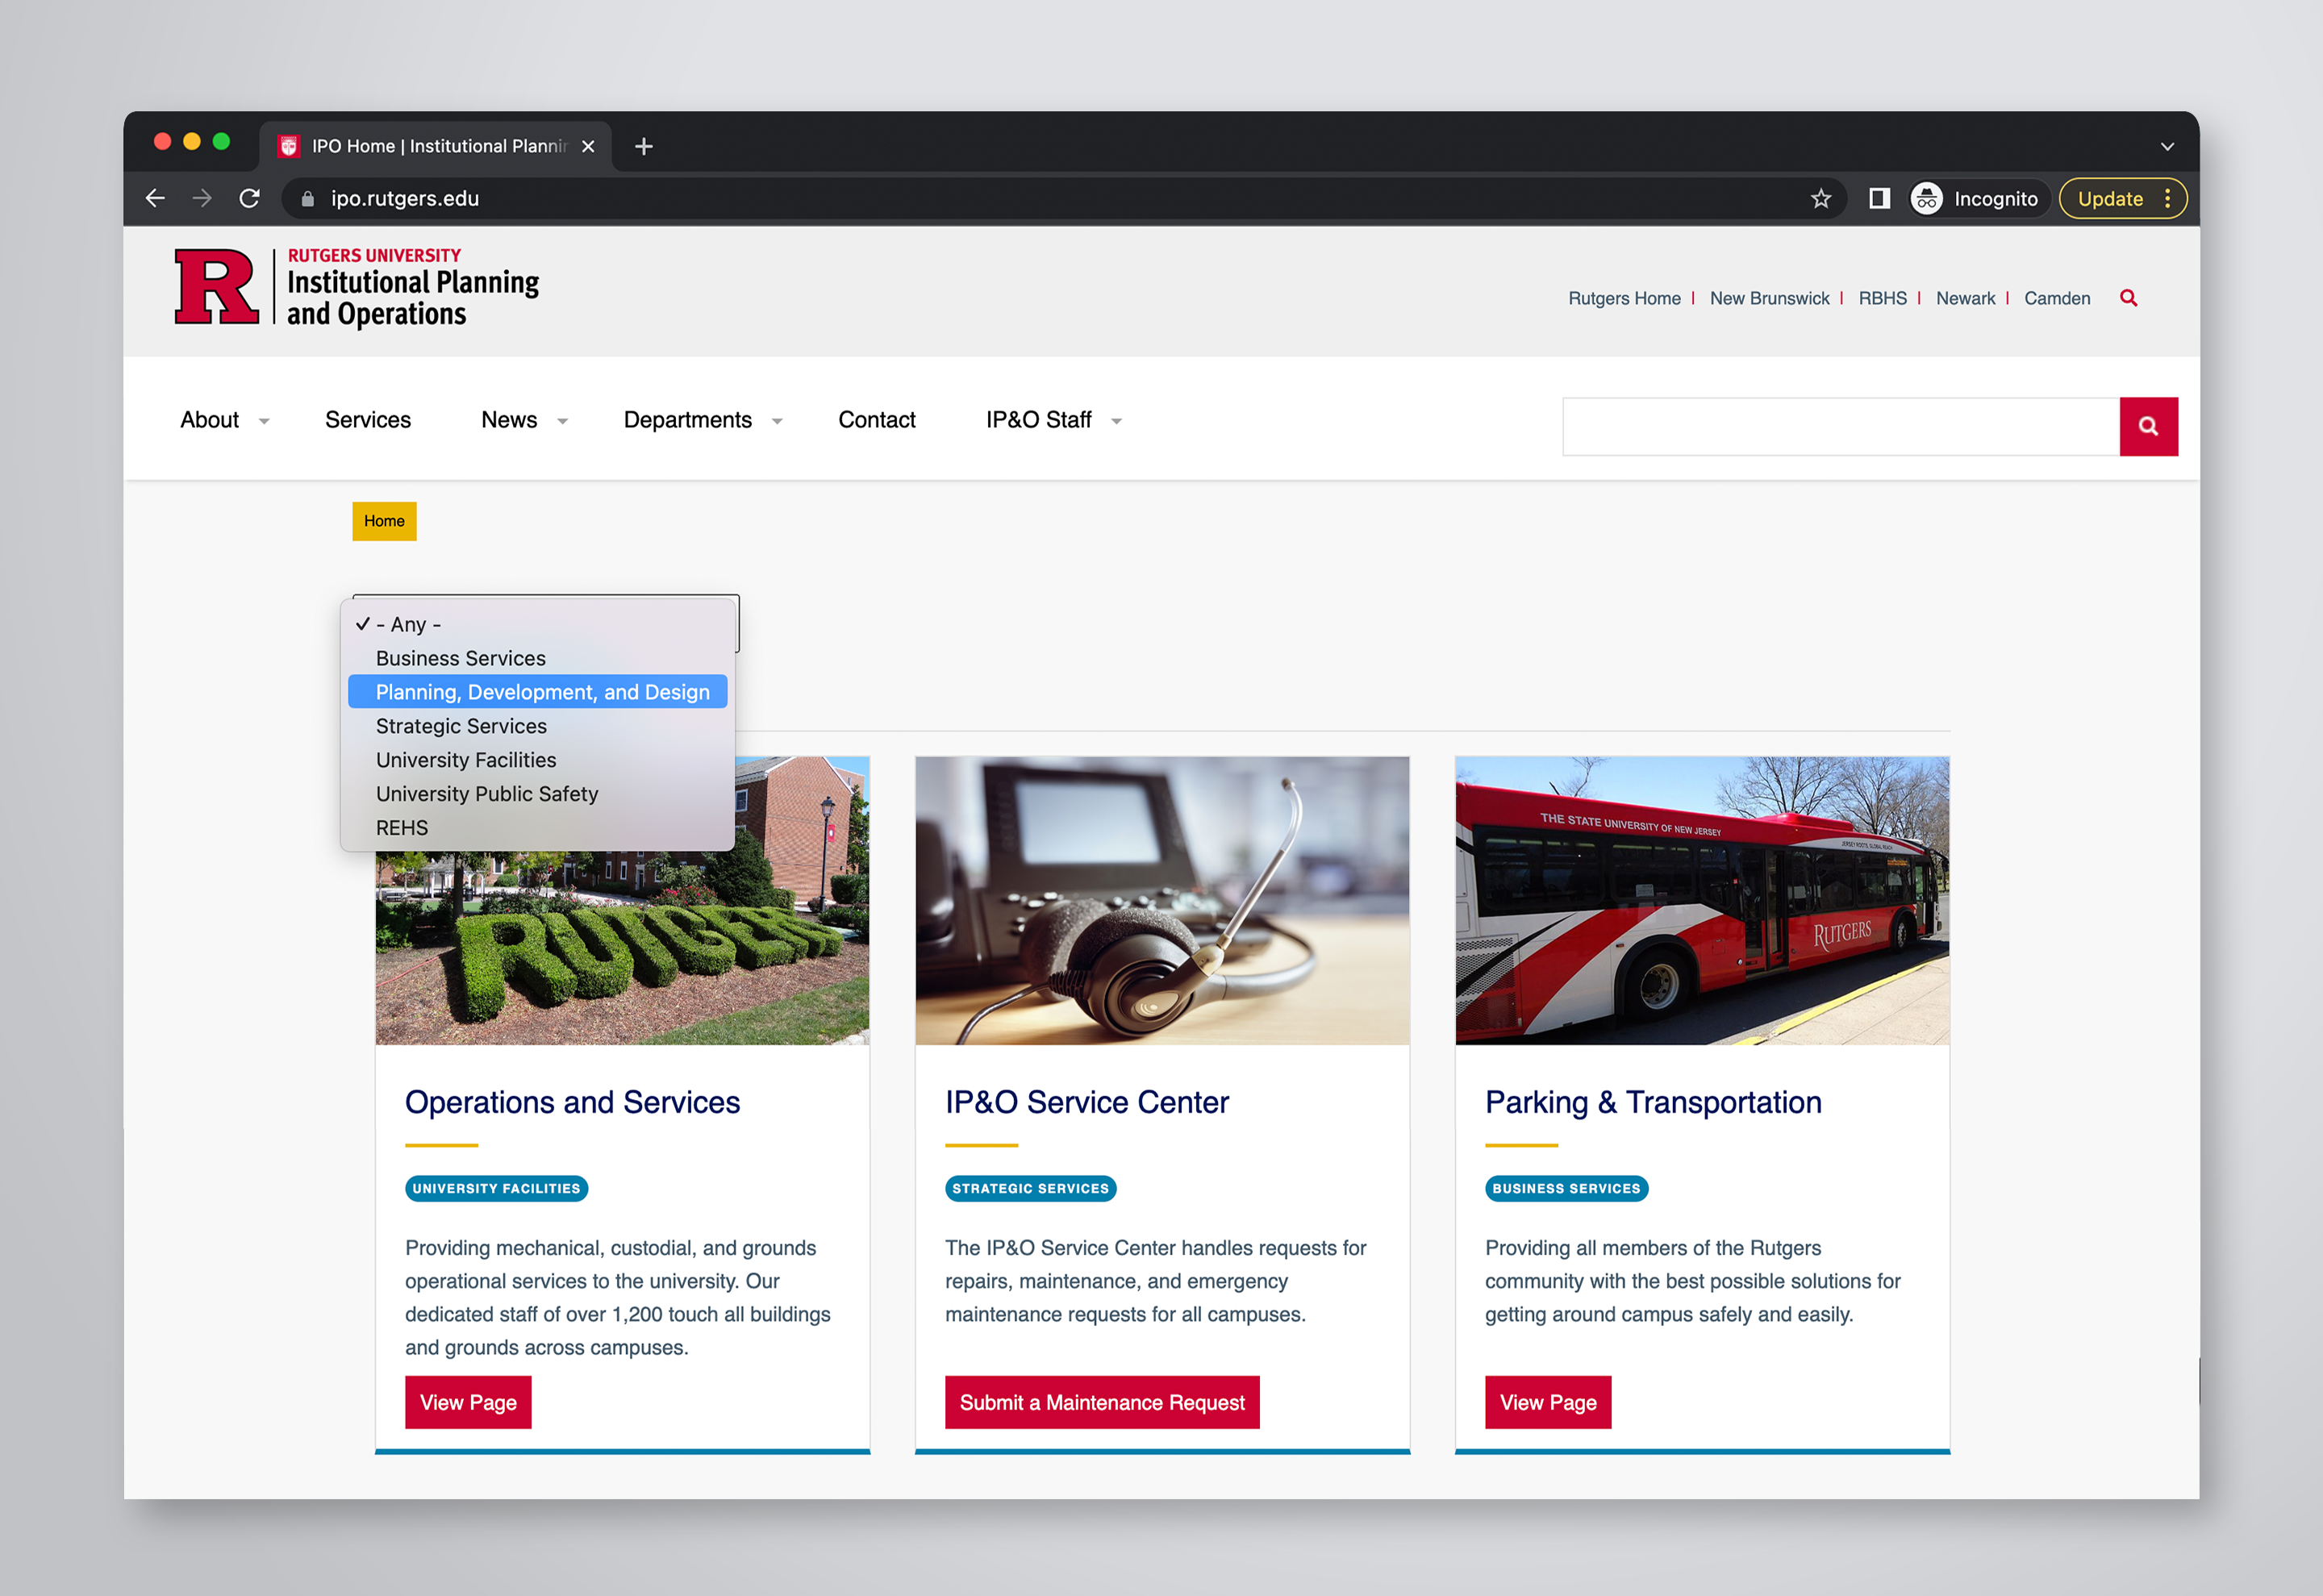 IPO Home | Institutional Plannin
ipo.rutgers.edu
Incognito
Update
R
RUTGERS UNIVERSITY
Institutional Planning
and Operations
Rutgers Home | New Brunswick | RBHS | Newark | Camden
About Services News Departments Contact IP&O Staff
Home
- Any -
Business Services
Planning, Development, and Design
Strategic Services
University Facilities
University Public Safety
REHS
RUTGERS
THE STATE UNIVERSITY OF NEW JERSEY
JERSEY ROOTS, GLOBAL REACH
RUTGERS
Operations and Services
UNIVERSITY FACILITIES
Providing mechanical, custodial, and grounds
operational services to the university. Our
dedicated staff of over 1,200 touch all buildings
and grounds across campuses.
View Page
IP&O Service Center
STRATEGIC SERVICES
The IP&O Service Center handles requests for
repairs, maintenance, and emergency
maintenance requests for all campuses.
Submit a Maintenance Request
Parking & Transportation
BUSINESS SERVICES
Providing all members of the Rutgers
community with the best possible solutions for
getting around campus safely and easily.
View Page